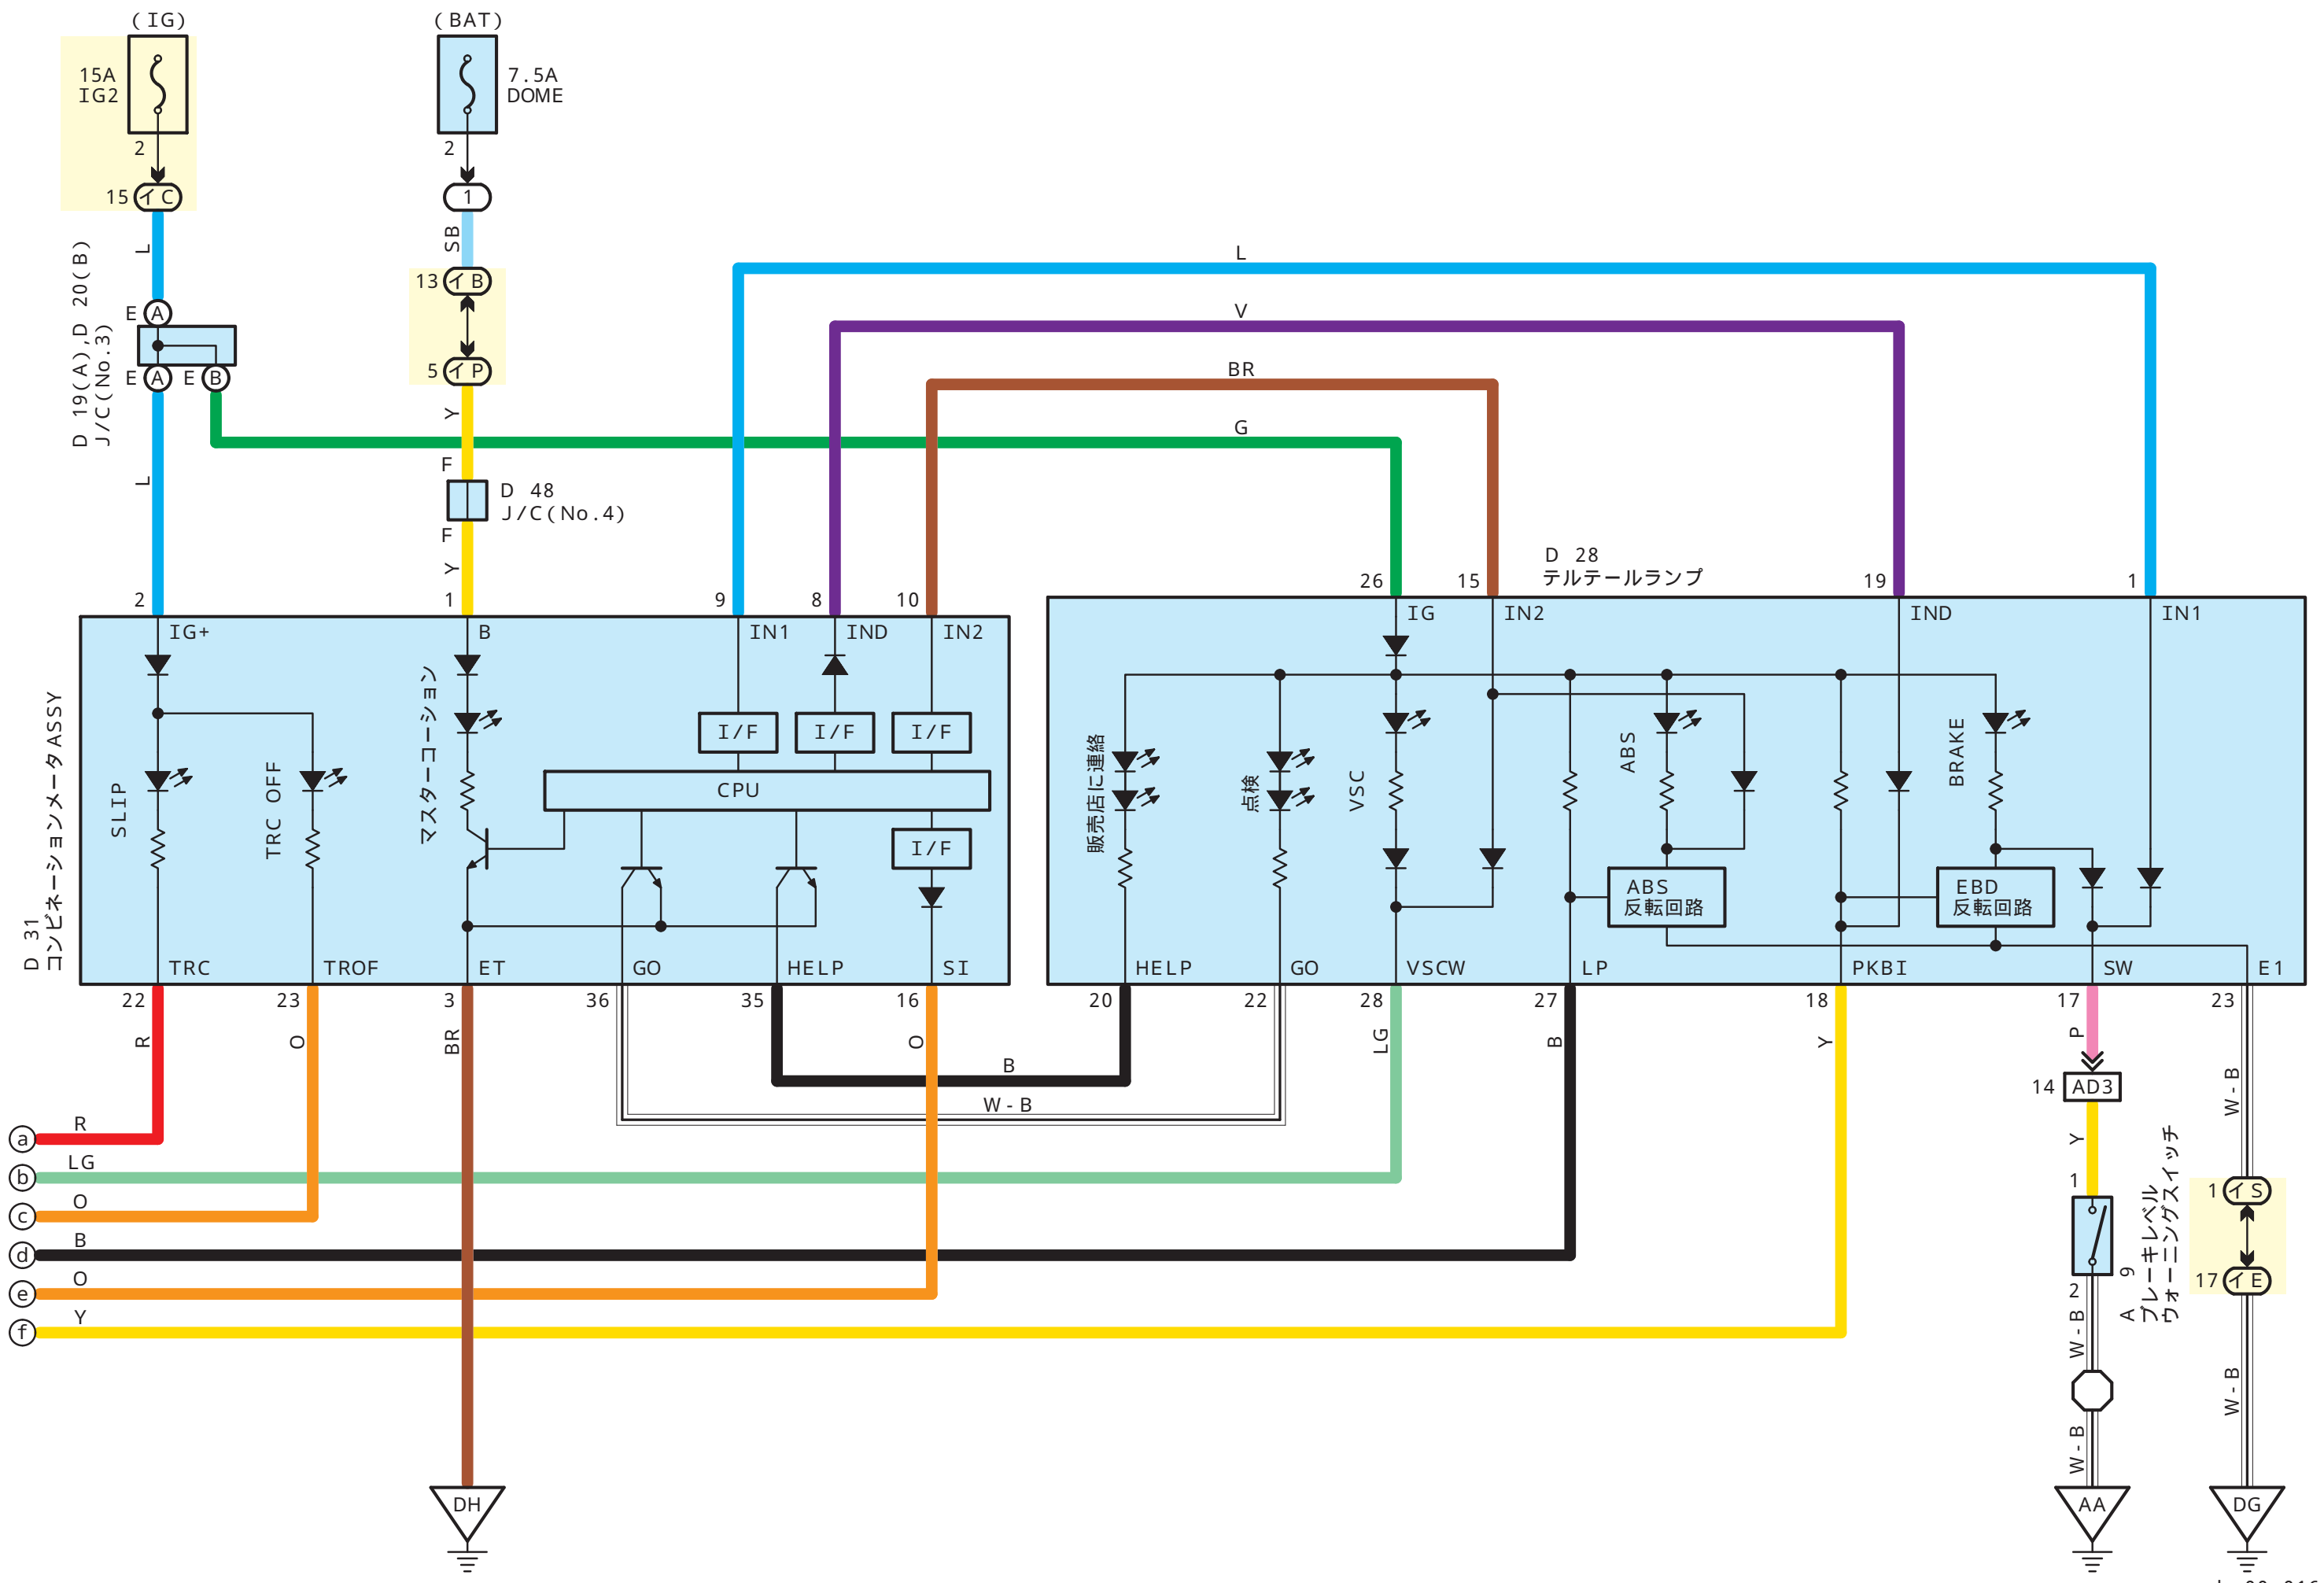 (IG)
(BAT)
15A
IG2
7.5A
DOME
2
2
15 イC
1
L
SB
13 イB
D 19(A),D 20(B)
J/C(No.3)
E A
E A
E B
5 イP
L
V
BR
G
Y
L
F
D 48
J/C(No.4)
F
Y
D 28
テルテールランプ
2
1
9
8
10
26
15
19
1
IG+
B
IN1
IND
IN2
IG
IN2
IND
IN1
D 31
コンビネーションメータASSY
SLIP
TRC OFF
マスターコーション
I/F
I/F
I/F
CPU
I/F
販売店に連絡
点検
VSC
ABS
BRAKE
ABS
反転回路
EBD
反転回路
TRC
TROF
ET
GO
HELP
SI
HELP
GO
VSCW
LP
PKBI
SW
E1
22
23
3
36
35
16
20
22
28
27
18
17
23
R
O
BR
O
LG
B
Y
P
W-B
B
W-B
14 AD3
a R
b LG
c O
d B
e O
f Y
Y
1
2
A 9
ブレーキレベル
ウォーニングスイッチ
1 イS
17 イE
W-B
W-B
W-B
DH
AA
DG